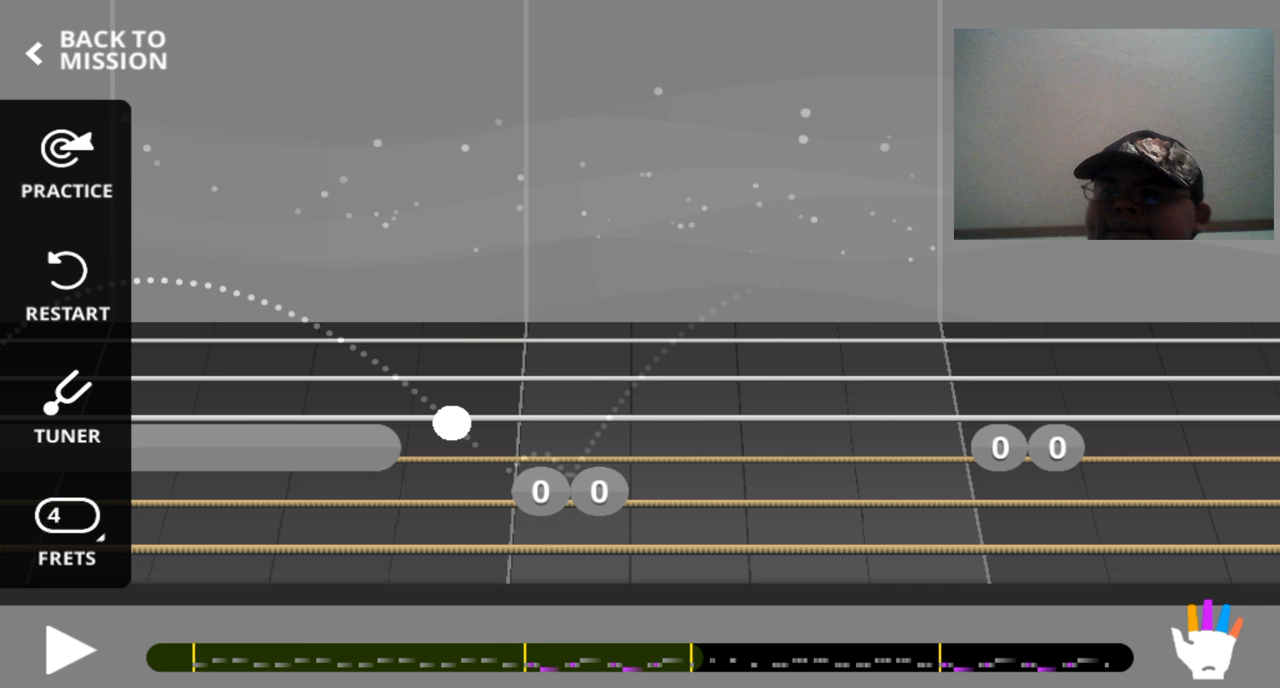 BACK TO
MISSION
PRACTICE
RESTART
TUNER
0 0
0 0
4
FRETS